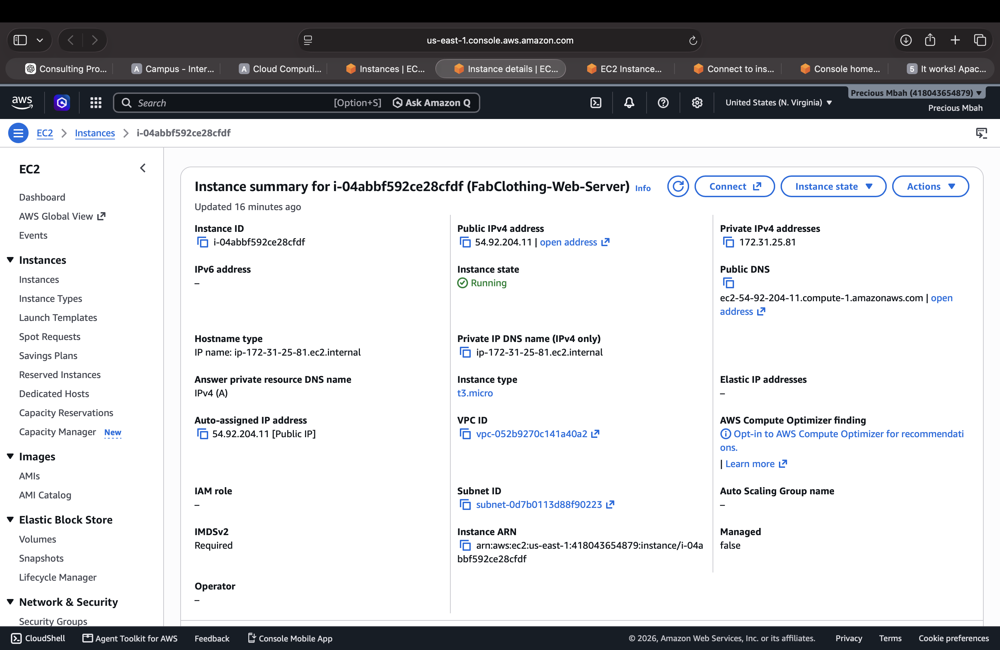 us-east-1.console.aws.amazon.com
Consulting Pro...
A Campus - Inter...
A Cloud Computi...
Instances | EC...
Instance details | EC...
EC2 Instance...
Connect to ins...
Console home...
5 It works! Apac...
aws
Search [Option+S] Ask Amazon Q
United States (N. Virginia)
Precious Mbah (418043654879)
Precious Mbah
EC2 > Instances > i-04abbf592ce28cfdf
EC2
Dashboard
AWS Global View
Events
Instances
Instances
Instance Types
Launch Templates
Spot Requests
Savings Plans
Reserved Instances
Dedicated Hosts
Capacity Reservations
Capacity Manager New
Images
AMIs
AMI Catalog
Elastic Block Store
Volumes
Snapshots
Lifecycle Manager
Network & Security
Security Groups
Instance summary for i-04abbf592ce28cfdf (FabClothing-Web-Server) Info
Connect
Instance state
Actions
Updated 16 minutes ago
Instance ID
i-04abbf592ce28cfdf
Public IPv4 address
54.92.204.11 | open address
Private IPv4 addresses
172.31.25.81
IPv6 address
–
Instance state
Running
Public DNS
ec2-54-92-204-11.compute-1.amazonaws.com | open
address
Hostname type
IP name: ip-172-31-25-81.ec2.internal
Private IP DNS name (IPv4 only)
ip-172-31-25-81.ec2.internal
Answer private resource DNS name
IPv4 (A)
Instance type
t3.micro
Elastic IP addresses
–
Auto-assigned IP address
54.92.204.11 [Public IP]
VPC ID
vpc-052b9270c141a40a2
AWS Compute Optimizer finding
Opt-in to AWS Compute Optimizer for recommendati
ons.
| Learn more
IAM role
–
Subnet ID
subnet-0d7b0113d88f90223
Auto Scaling Group name
–
IMDSv2
Required
Instance ARN
arn:aws:ec2:us-east-1:418043654879:instance/i-04a
bbf592ce28cfdf
Managed
false
Operator
–
CloudShell
Agent Toolkit for AWS
Feedback
Console Mobile App
© 2026, Amazon Web Services, Inc. or its affiliates.
Privacy
Terms
Cookie preferences